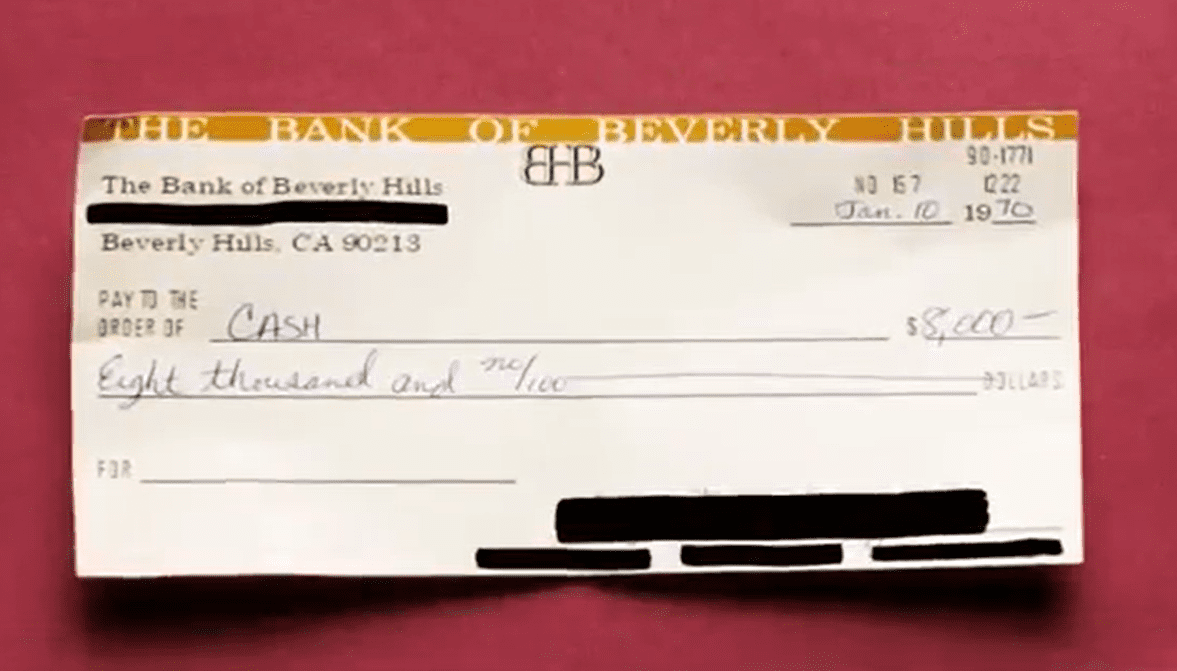 THE BANK OF BEVERLY HILLS
BHB
90-1771
The Bank of Beverly Hills
NO 157 1222
Jan. 10 1970
Beverly Hills, CA 90213
PAY TO THE
ORDER OF CASH $8,000—
Eight thousand and no/100 DOLLARS
FOR